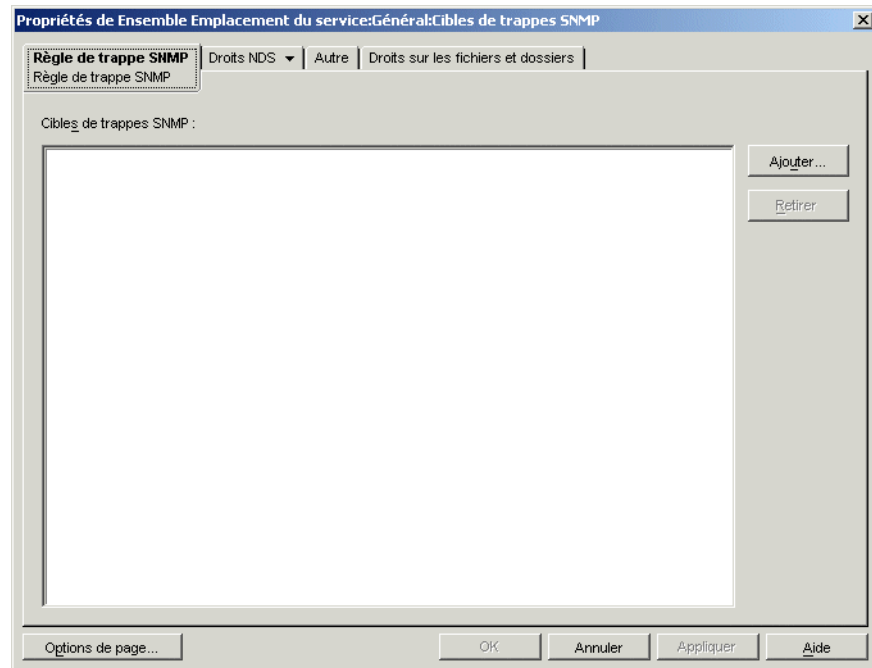 Propriétés de Ensemble Emplacement du service:Général:Cibles de trappes SNMP
Règle de trappe SNMP Droits NDS Autre Droits sur les fichiers et dossiers
Règle de trappe SNMP
Cibles de trappes SNMP :
Ajouter...
Retirer
Options de page... OK Annuler Appliquer Aide